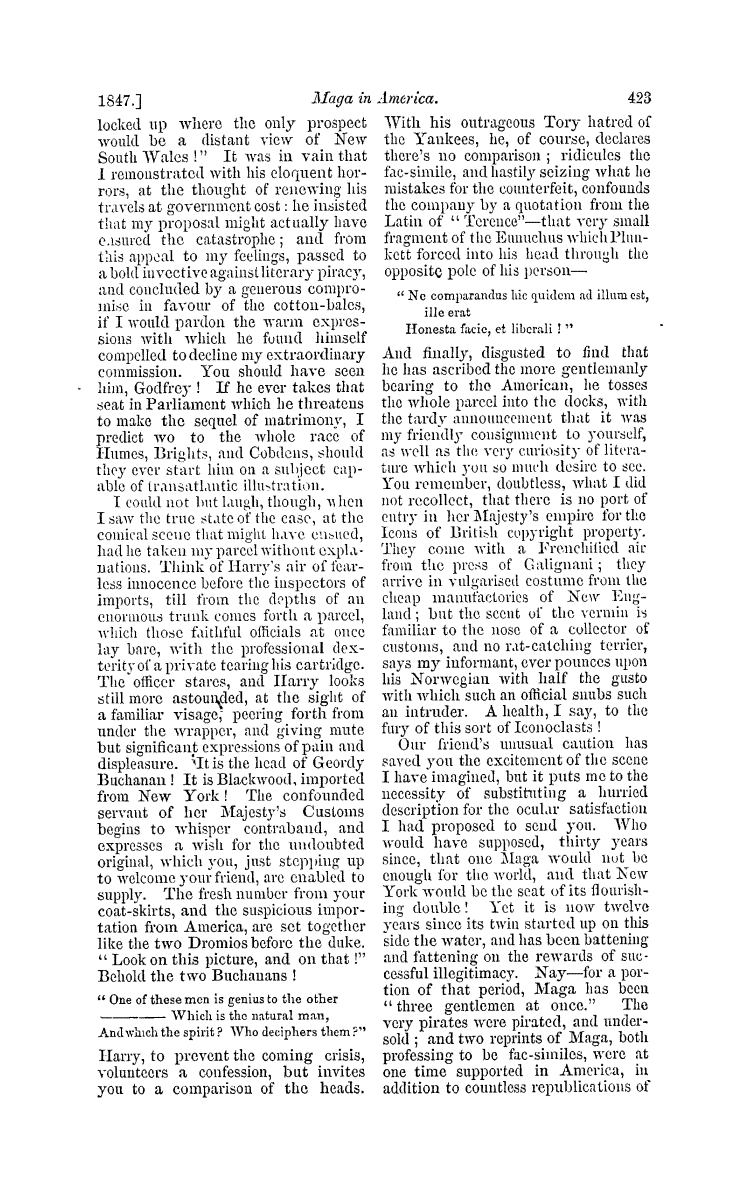 1847.] Maga in America. 423
locked up where the only prospect
would be a distant view of New
South Wales !" It was in vain that
I remonstrated with his eloquent hor-
rors, at the thought of renewing his
travels at government cost : he insisted
that my proposal might actually have
ensured the catastrophe ; and from
this appeal to my feelings, passed to
a bold invective against literary piracy,
and concluded by a generous compro-
mise in favour of the cotton-bales,
if I would pardon the warm expres-
sions with which he found himself
compelled to decline my extraordinary
commission. You should have seen
him, Godfrey ! If he ever takes that
seat in Parliament which he threatens
to make the sequel of matrimony, I
predict wo to the whole race of
Humes, Brights, and Cobdens, should
they ever start him on a subject cap-
able of transatlantic illustration.
I could not but laugh, though, when
I saw the true state of the case, at the
comical scene that might have ensued,
had he taken my parcel without expla-
nations. Think of Harry's air of fear-
less innocence before the inspectors of
imports, till from the depths of an
enormous trunk comes forth a parcel,
which those faithful officials at once
lay bare, with the professional dex-
terity of a private tearing his cartridge.
The officer stares, and Harry looks
still more astounded, at the sight of
a familiar visage, peering forth from
under the wrapper, and giving mute
but significant expressions of pain and
displeasure. It is the head of Geordy
Buchanan ! It is Blackwood, imported
from New York ! The confounded
servant of her Majesty's Customs
begins to whisper contraband, and
expresses a wish for the undoubted
original, which you, just stepping up
to welcome your friend, are enabled to
supply. The fresh number from your
coat-skirts, and the suspicious impor-
tation from America, are set together
like the two Dromios before the duke.
" Look on this picture, and on that !"
Behold the two Buchanans !
" One of these men is genius to the other
——— Which is the natural man,
And which the spirit ? Who deciphers them ?"
Harry, to prevent the coming crisis,
volunteers a confession, but invites
you to a comparison of the heads.
With his outrageous Tory hatred of
the Yankees, he, of course, declares
there's no comparison ; ridicules the
fac-simile, and hastily seizing what he
mistakes for the counterfeit, confounds
the company by a quotation from the
Latin of " Terence"—that very small
fragment of the Eunuchus which Plun-
kett forced into his head through the
opposite pole of his person—
" Ne comparandus hic quidem ad illum est,
ille erat
Honesta facie, et liberali ! "
And finally, disgusted to find that
he has ascribed the more gentlemanly
bearing to the American, he tosses
the whole parcel into the docks, with
the tardy announcement that it was
my friendly consignment to yourself,
as well as the very curiosity of litera-
ture which you so much desire to see.
You remember, doubtless, what I did
not recollect, that there is no port of
entry in her Majesty's empire for the
Icons of British copyright property.
They come with a Frenchified air
from the press of Galignani ; they
arrive in vulgarised costume from the
cheap manufactories of New Eng-
land ; but the scent of the vermin is
familiar to the nose of a collector of
customs, and no rat-catching terrier,
says my informant, ever pounces upon
his Norwegian with half the gusto
with which such an official snubs such
an intruder. A health, I say, to the
fury of this sort of Iconoclasts !
Our friend's unusual caution has
saved you the excitement of the scene
I have imagined, but it puts me to the
necessity of substituting a hurried
description for the ocular satisfaction
I had proposed to send you. Who
would have supposed, thirty years
since, that one Maga would not be
enough for the world, and that New
York would be the seat of its flourish-
ing double ! Yet it is now twelve
years since its twin started up on this
side the water, and has been battening
and fattening on the rewards of suc-
cessful illegitimacy. Nay—for a por-
tion of that period, Maga has been
" three gentlemen at once." The
very pirates were pirated, and under-
sold ; and two reprints of Maga, both
professing to be fac-similes, were at
one time supported in America, in
addition to countless republications of